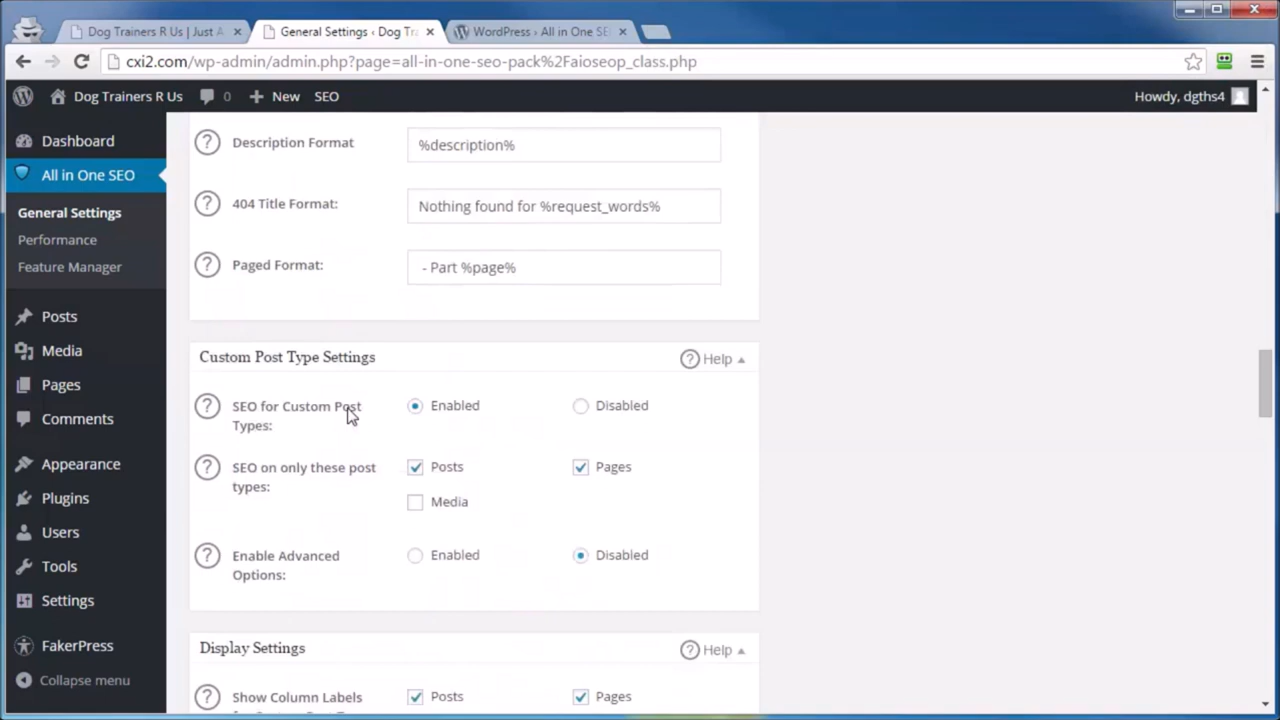 Dog Trainers R Us | Just A
General Settings ‹ Dog Tra
WordPress › All in One SE
cxi2.com/wp-admin/admin.php?page=all-in-one-seo-pack%2Faioseop_class.php
Dog Trainers R Us 0 + New SEO Howdy, dgths4
Dashboard
All in One SEO
General Settings
Performance
Feature Manager
Posts
Media
Pages
Comments
Appearance
Plugins
Users
Tools
Settings
FakerPress
Collapse menu
? Description Format %description%
? 404 Title Format: Nothing found for %request_words%
? Paged Format: - Part %page%
Custom Post Type Settings ? Help
? SEO for Custom Post Enabled Disabled
Types:
? SEO on only these post Posts Pages
types:
Media
? Enable Advanced Enabled Disabled
Options:
Display Settings ? Help
? Show Column Labels Posts Pages